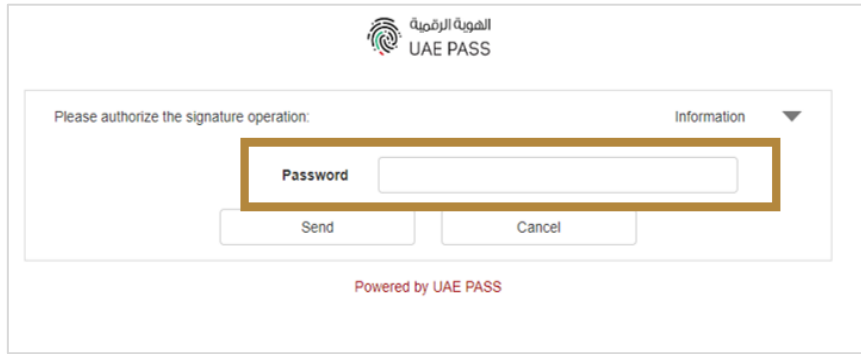 الهوية الرقمية
UAE PASS
Please authorize the signature operation:
Information
Password
Send
Cancel
Powered by UAE PASS